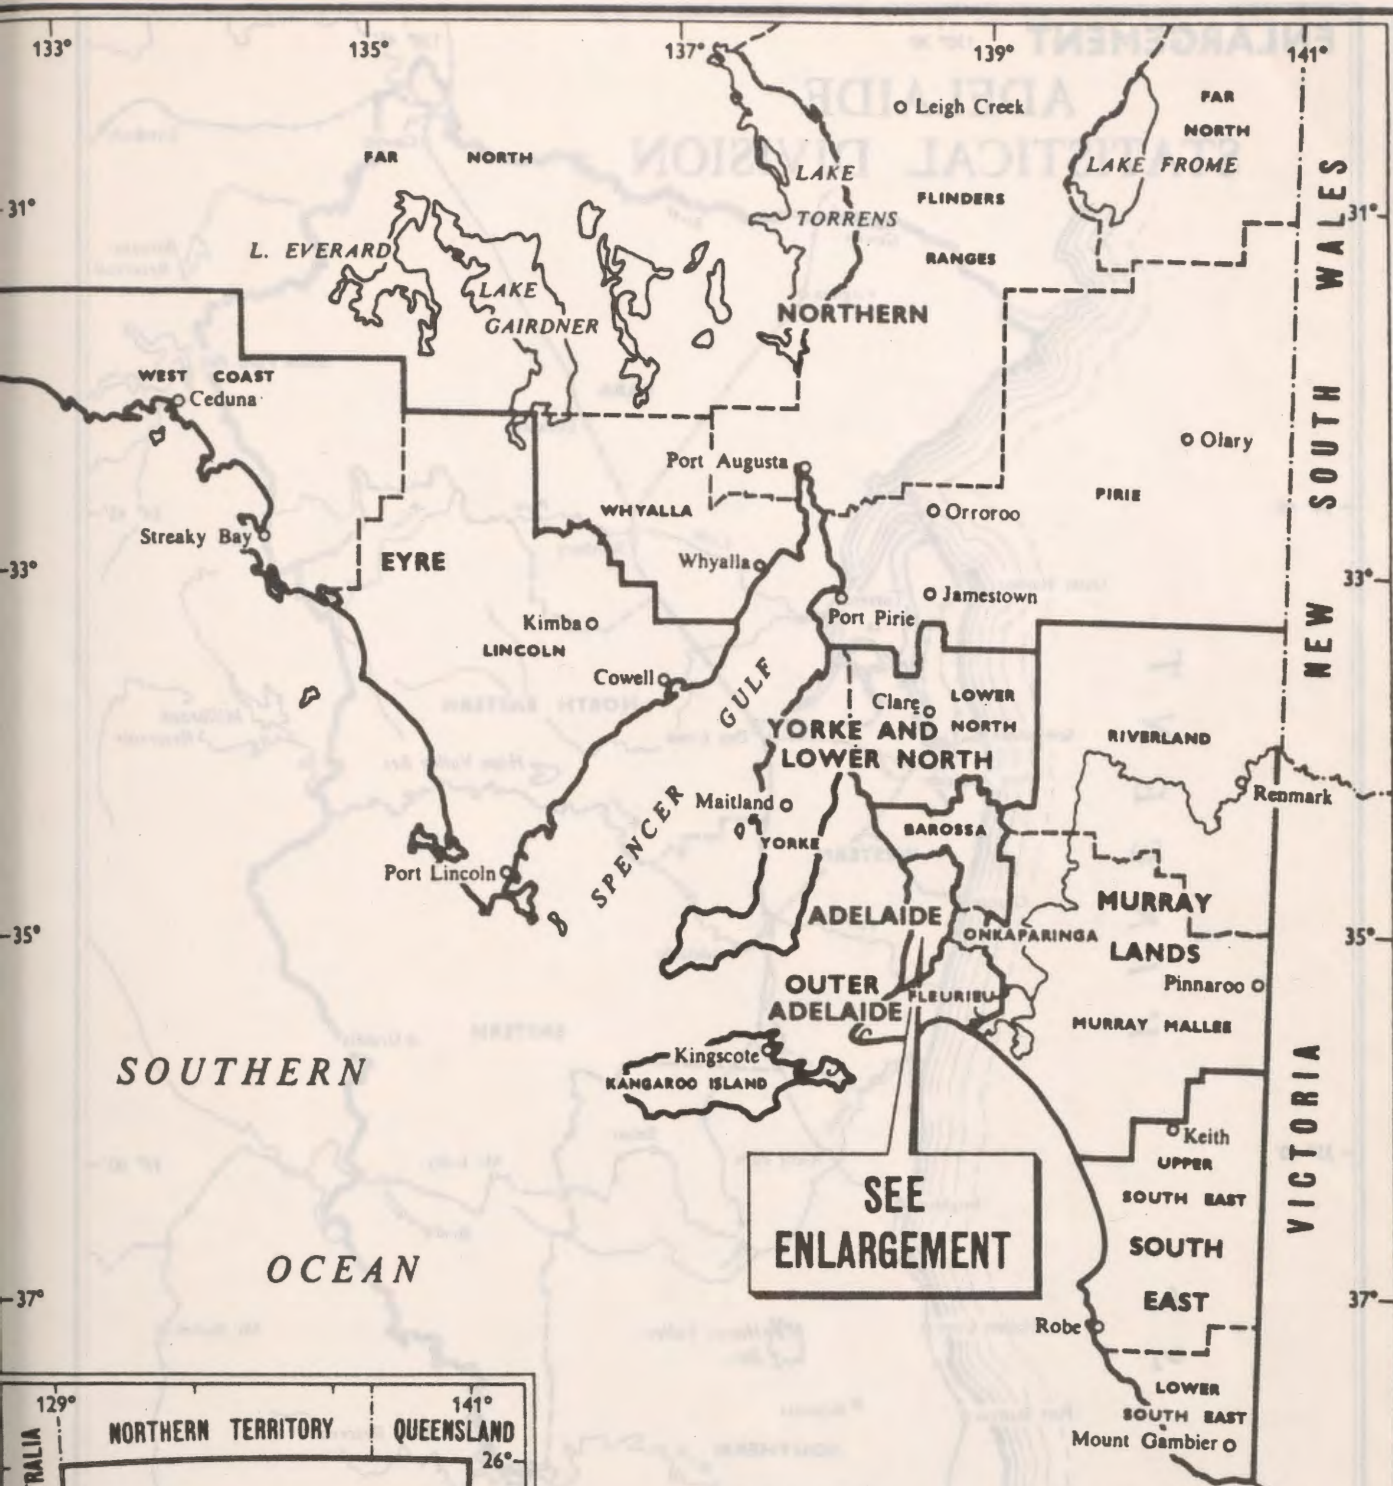 133°
135°
137°
139°
141°
Leigh Creek
FAR
NORTH
FAR NORTH
LAKE FROME
LAKE
TORRENS
FLINDERS
RANGES
31°
31°
L. EVERARD
LAKE
GAIRDNER
NORTHERN
NEW SOUTH WALES
WEST COAST
Ceduna
Olary
Port Augusta
PIRIE
WHYALLA
Orroroo
Streaky Bay
EYRE
Whyalla
33°
33°
Jamestown
Port Pirie
Kimba
LINCOLN
Cowell
SPENCER GULF
Clare
LOWER
NORTH
YORKE AND
LOWER NORTH
RIVERLAND
Renmark
Maitland
BAROSSA
YORKE
Port Lincoln
MURRAY
LANDS
ADELAIDE
ONKAPARINGA
35°
35°
Pinnaroo
OUTER
ADELAIDE
FLEURIEU
MURRAY MALLEE
Kingscote
KANGAROO ISLAND
SOUTHERN
OCEAN
VICTORIA
Keith
UPPER
SOUTH EAST
SEE
ENLARGEMENT
SOUTH
EAST
37°
37°
Robe
LOWER
SOUTH EAST
Mount Gambier
129°
141°
NORTHERN TERRITORY
QUEENSLAND
26°
TRALIA